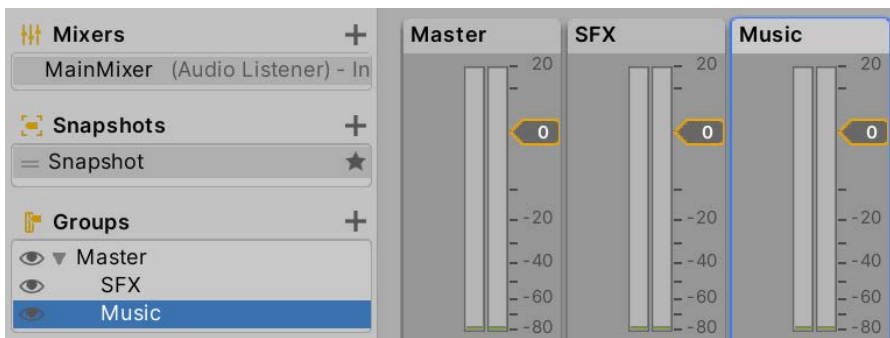 Mixers
MainMixer (Audio Listener) - In
Snapshots
Snapshot
Groups
Master
SFX
Music
Master
20
0
-20
-40
-60
-80
SFX
20
0
-20
-40
-60
-80
Music
20
0
-20
-40
-60
-80